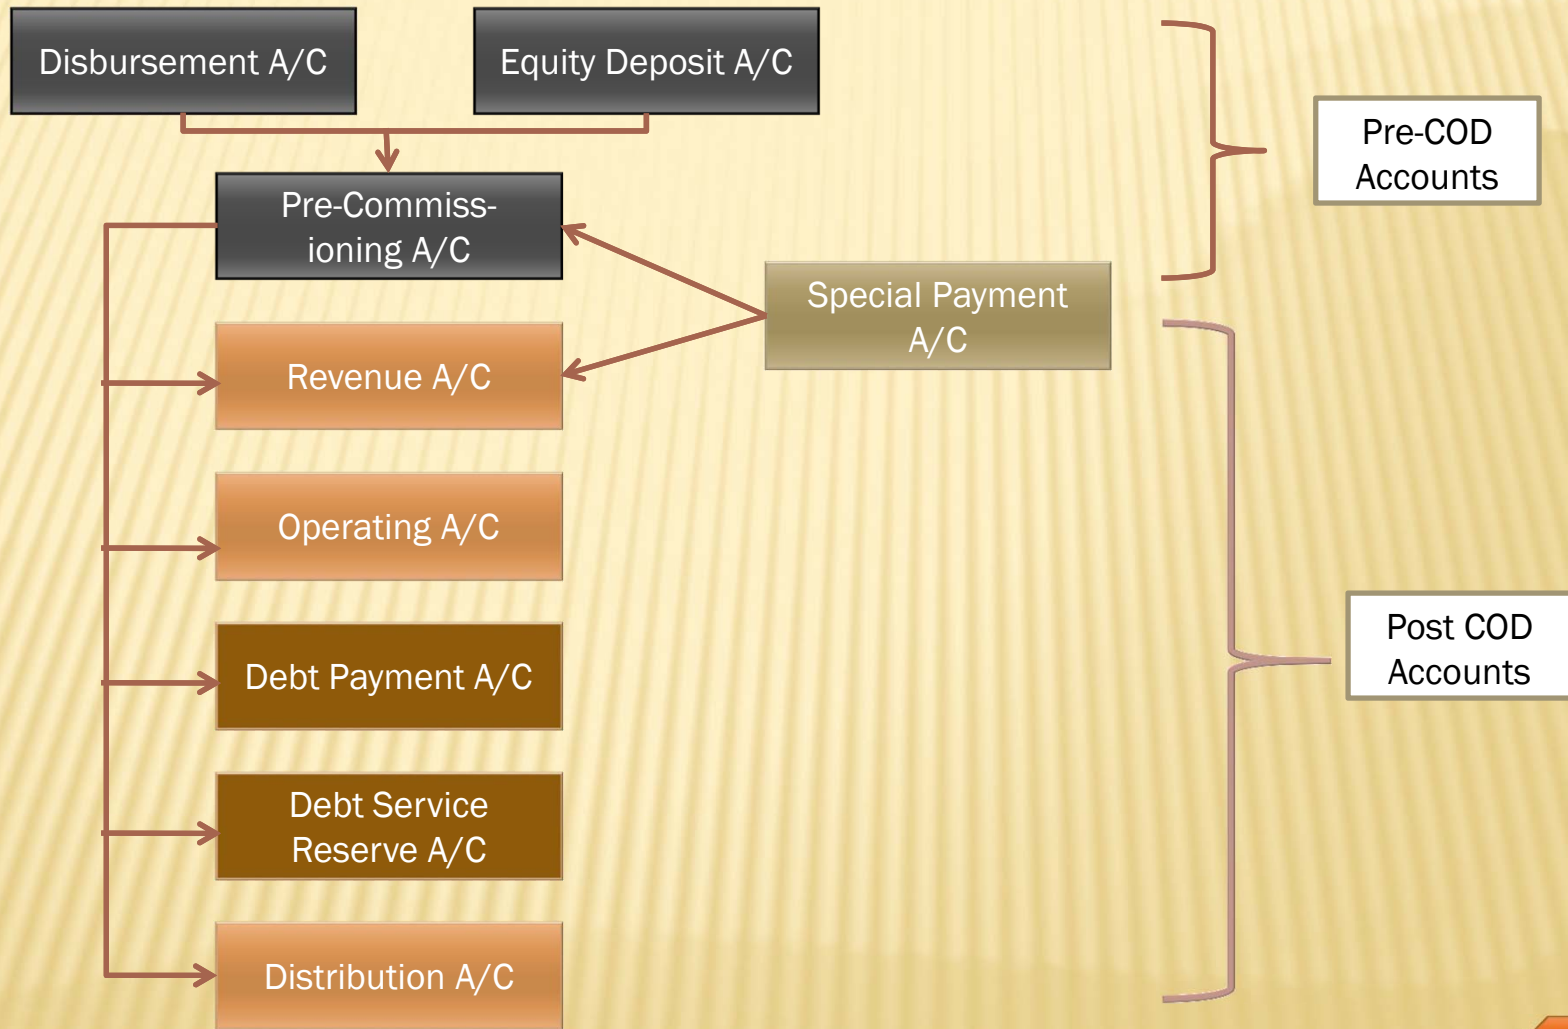 Disbursement A/C
Equity Deposit A/C
Pre-COD
Accounts
Pre-Commiss-
ioning A/C
Special Payment
A/C
Revenue A/C
Operating A/C
Post COD
Accounts
Debt Payment A/C
Debt Service
Reserve A/C
Distribution A/C